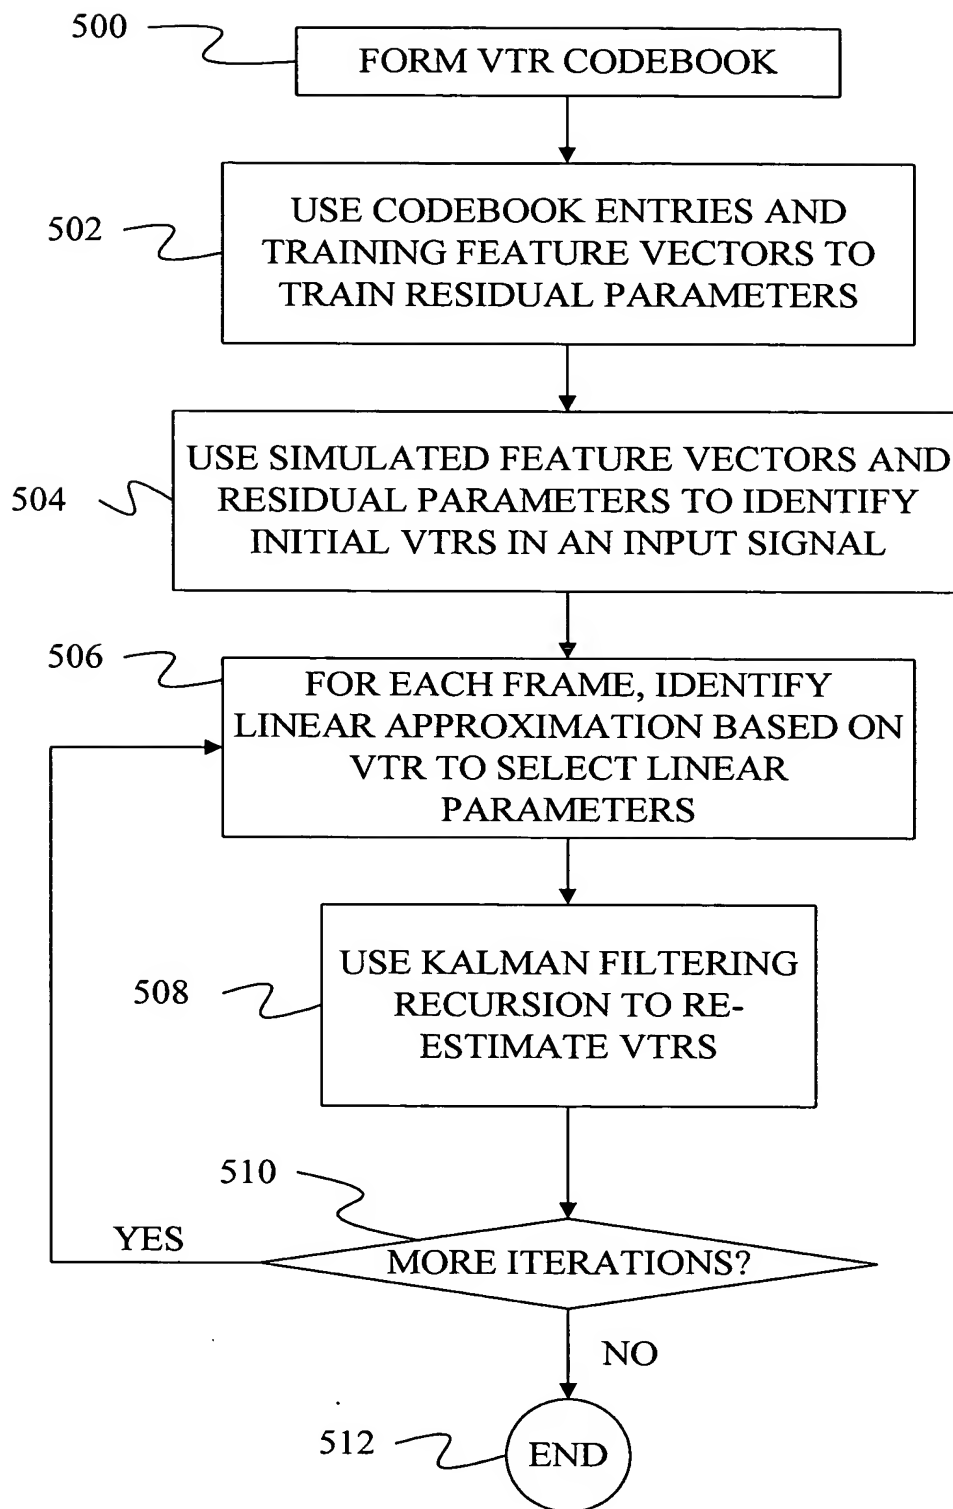 500
FORM VTR CODEBOOK
502
USE CODEBOOK ENTRIES AND
TRAINING FEATURE VECTORS TO
TRAIN RESIDUAL PARAMETERS
504
USE SIMULATED FEATURE VECTORS AND
RESIDUAL PARAMETERS TO IDENTIFY
INITIAL VTRS IN AN INPUT SIGNAL
506
FOR EACH FRAME, IDENTIFY
LINEAR APPROXIMATION BASED ON
VTR TO SELECT LINEAR
PARAMETERS
508
USE KALMAN FILTERING
RECURSION TO RE-
ESTIMATE VTRS
510
YES
MORE ITERATIONS?
NO
512
END